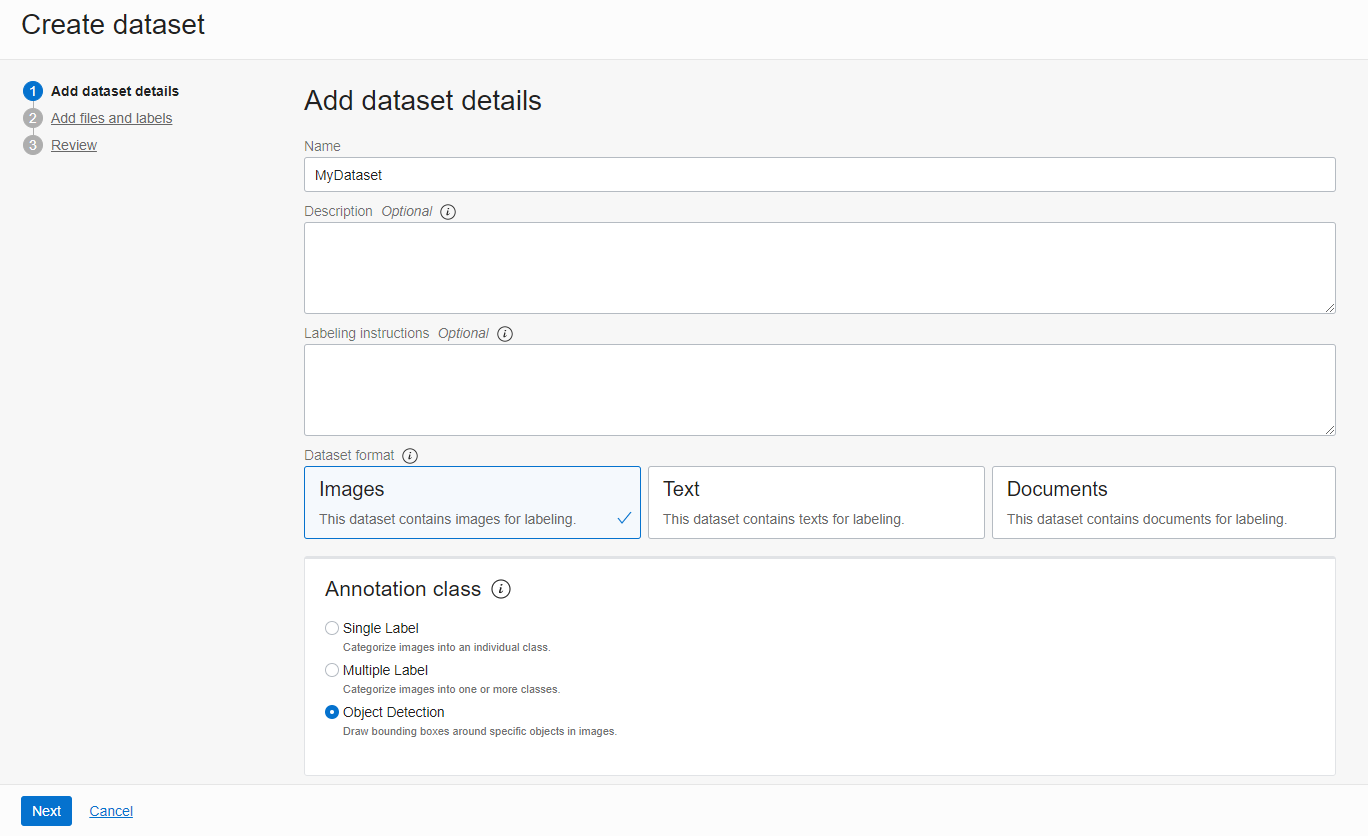 Create dataset
1 Add dataset details
2 Add files and labels
3 Review
Add dataset details
Name
MyDataset
Description Optional i
Labeling instructions Optional i
Dataset format i
Images
This dataset contains images for labeling.
Text
This dataset contains texts for labeling.
Documents
This dataset contains documents for labeling.
Annotation class i
Single Label
Categorize images into an individual class.
Multiple Label
Categorize images into one or more classes.
Object Detection
Draw bounding boxes around specific objects in images.
Next Cancel